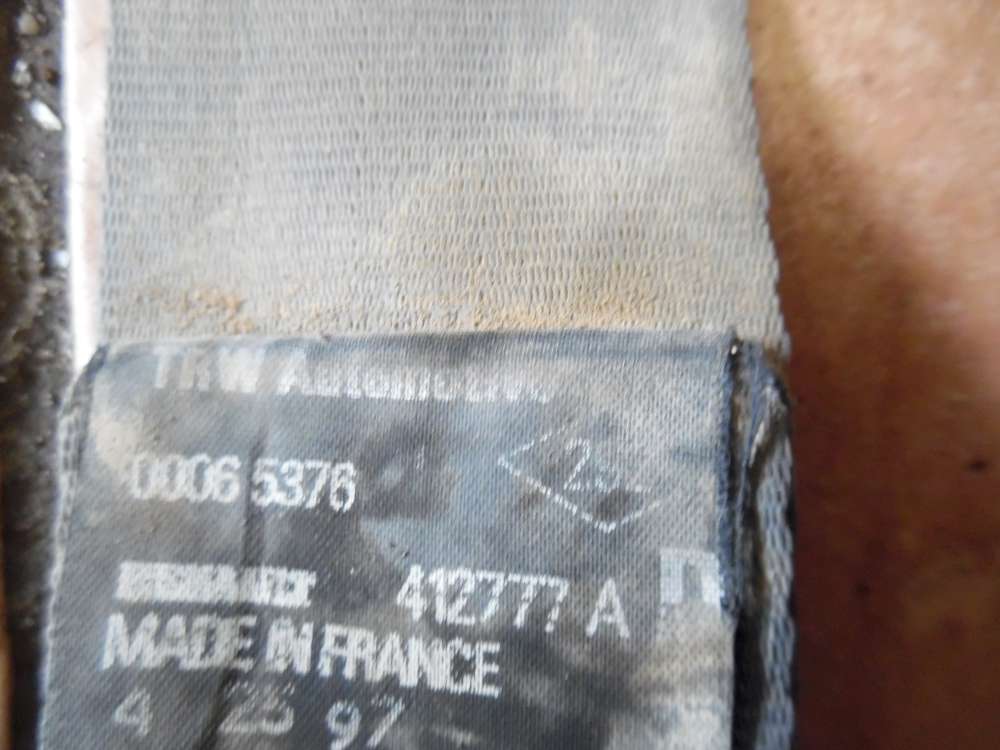 TRW Automotive
0006 5376
412777 A
MADE IN FRANCE
4 25 97